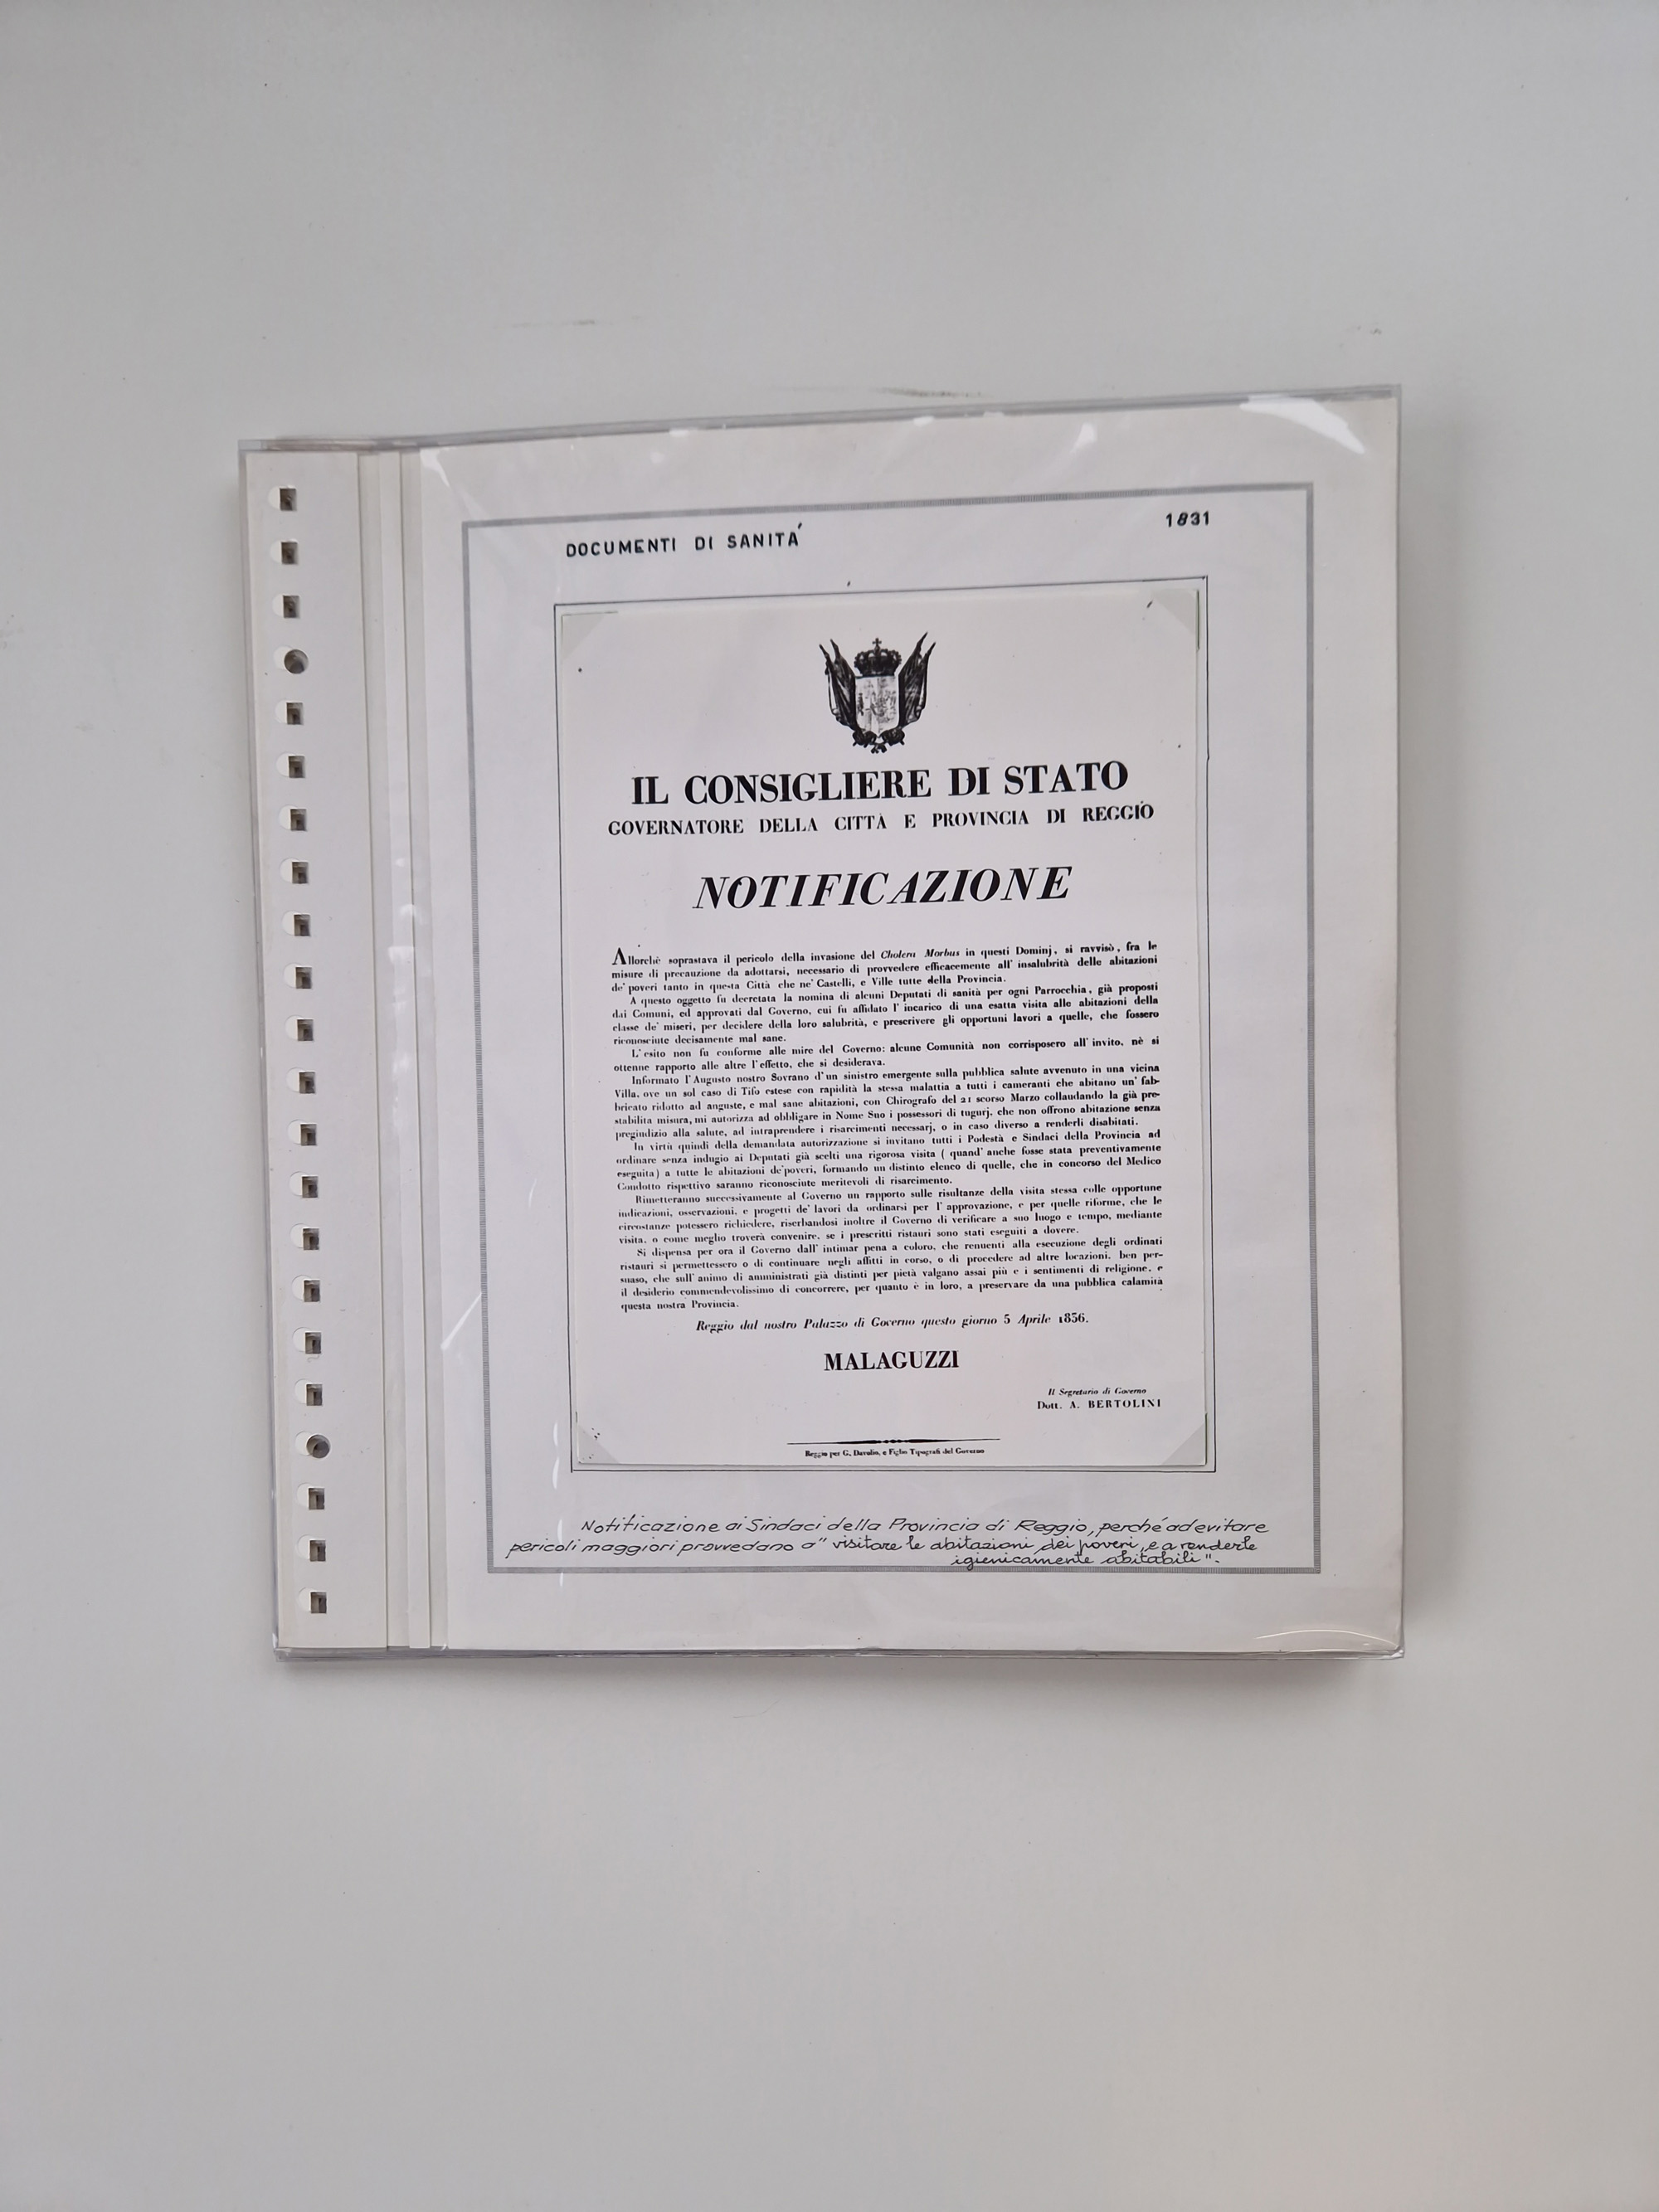 DOCUMENTI DI SANITA'
1831
IL CONSIGLIERE DI STATO
GOVERNATORE DELLA CITTÀ E PROVINCIA DI REGGIO
NOTIFICAZIONE
Allorchè soprastava il pericolo della invasione del Cholera Morbus in questi Dominj, si ravvisò, fra le
misure di precauzione da adottarsi, necessario di provvedere efficacemente all' insalubrità delle abitazioni
de' poveri tanto in questa Città che ne' Castelli, e Ville tutte della Provincia.
A questo oggetto fu decretata la nomina di alcuni Deputati di sanità per ogni Parrocchia, già proposti
dai Comuni, ed approvati dal Governo, cui fu affidato l' incarico di una esatta visita alle abitazioni della
classe de' miseri, per decidere della loro salubrità, e prescrivere gli opportuni lavori a quelle, che fossero
riconosciute decisamente mal sane.
L' esito non fu conforme alle mire del Governo: alcune Comunità non corrisposero all' invito, nè si
ottenne rapporto alle altre l' effetto, che si desiderava.
Informato l' Augusto nostro Sovrano d' un sinistro emergente sulla pubblica salute avvenuto in una vicina
Villa, ove un sol caso di Tifo estese con rapidità la stessa malattia a tutti i cameranti che abitano un' fab-
bricato ridotto ad anguste, e mal sane abitazioni, con Chirografo del 21 scorso Marzo collaudando la già pre-
stabilita misura, mi autorizza ad obbligare in Nome Suo i possessori di tugurj, che non offrono abitazione senza
pregiudizio alla salute, ad intraprendere i risarcimenti necessarj, o in caso diverso a renderli disabitati.
In virtù quindi della demandata autorizzazione si invitano tutti i Podestà e Sindaci della Provincia ad
ordinare senza indugio ai Deputati già scelti una rigorosa visita ( quand' anche fosse stata preventivamente
eseguita ) a tutte le abitazioni de' poveri, formando un distinto elenco di quelle, che in concorso del Medico
Condotto rispettivo saranno riconosciute meritevoli di risarcimento.
Rimetteranno successivamente al Governo un rapporto sulle risultanze della visita stessa colle opportune
indicazioni, osservazioni, e progetti de' lavori da ordinarsi per l' approvazione, e per quelle riforme, che le
circostanze potessero richiedere, riserbandosi inoltre il Governo di verificare a suo luogo e tempo, mediante
visita, o come meglio troverà convenire, se i prescritti ristauri sono stati eseguiti a dovere.
Si dispensa per ora il Governo dall' intimar pena a coloro, che renuenti alla esecuzione degli ordinati
ristauri si permettessero o di continuare negli affitti in corso, o di procedere ad altre locazioni, ben per-
suaso, che sull' animo di amministrati già distinti per pietà valgano assai più e i sentimenti di religione, e
il desiderio commendevolissimo di concorrere, per quanto è in loro, a preservare da una pubblica calamità
questa nostra Provincia.
Reggio dal nostro Palazzo di Governo questo giorno 5 Aprile 1836.
MALAGUZZI
Il Segretario di Governo
Dott. A. BERTOLINI
Reggio per G. Davolio, e Figlio Tipografi del Governo
Notificazione ai Sindaci della Provincia di Reggio, perché ad evitare
pericoli maggiori provvedano a " visitare le abitazioni dei poveri, e a renderle
igienicamente abitabili ".